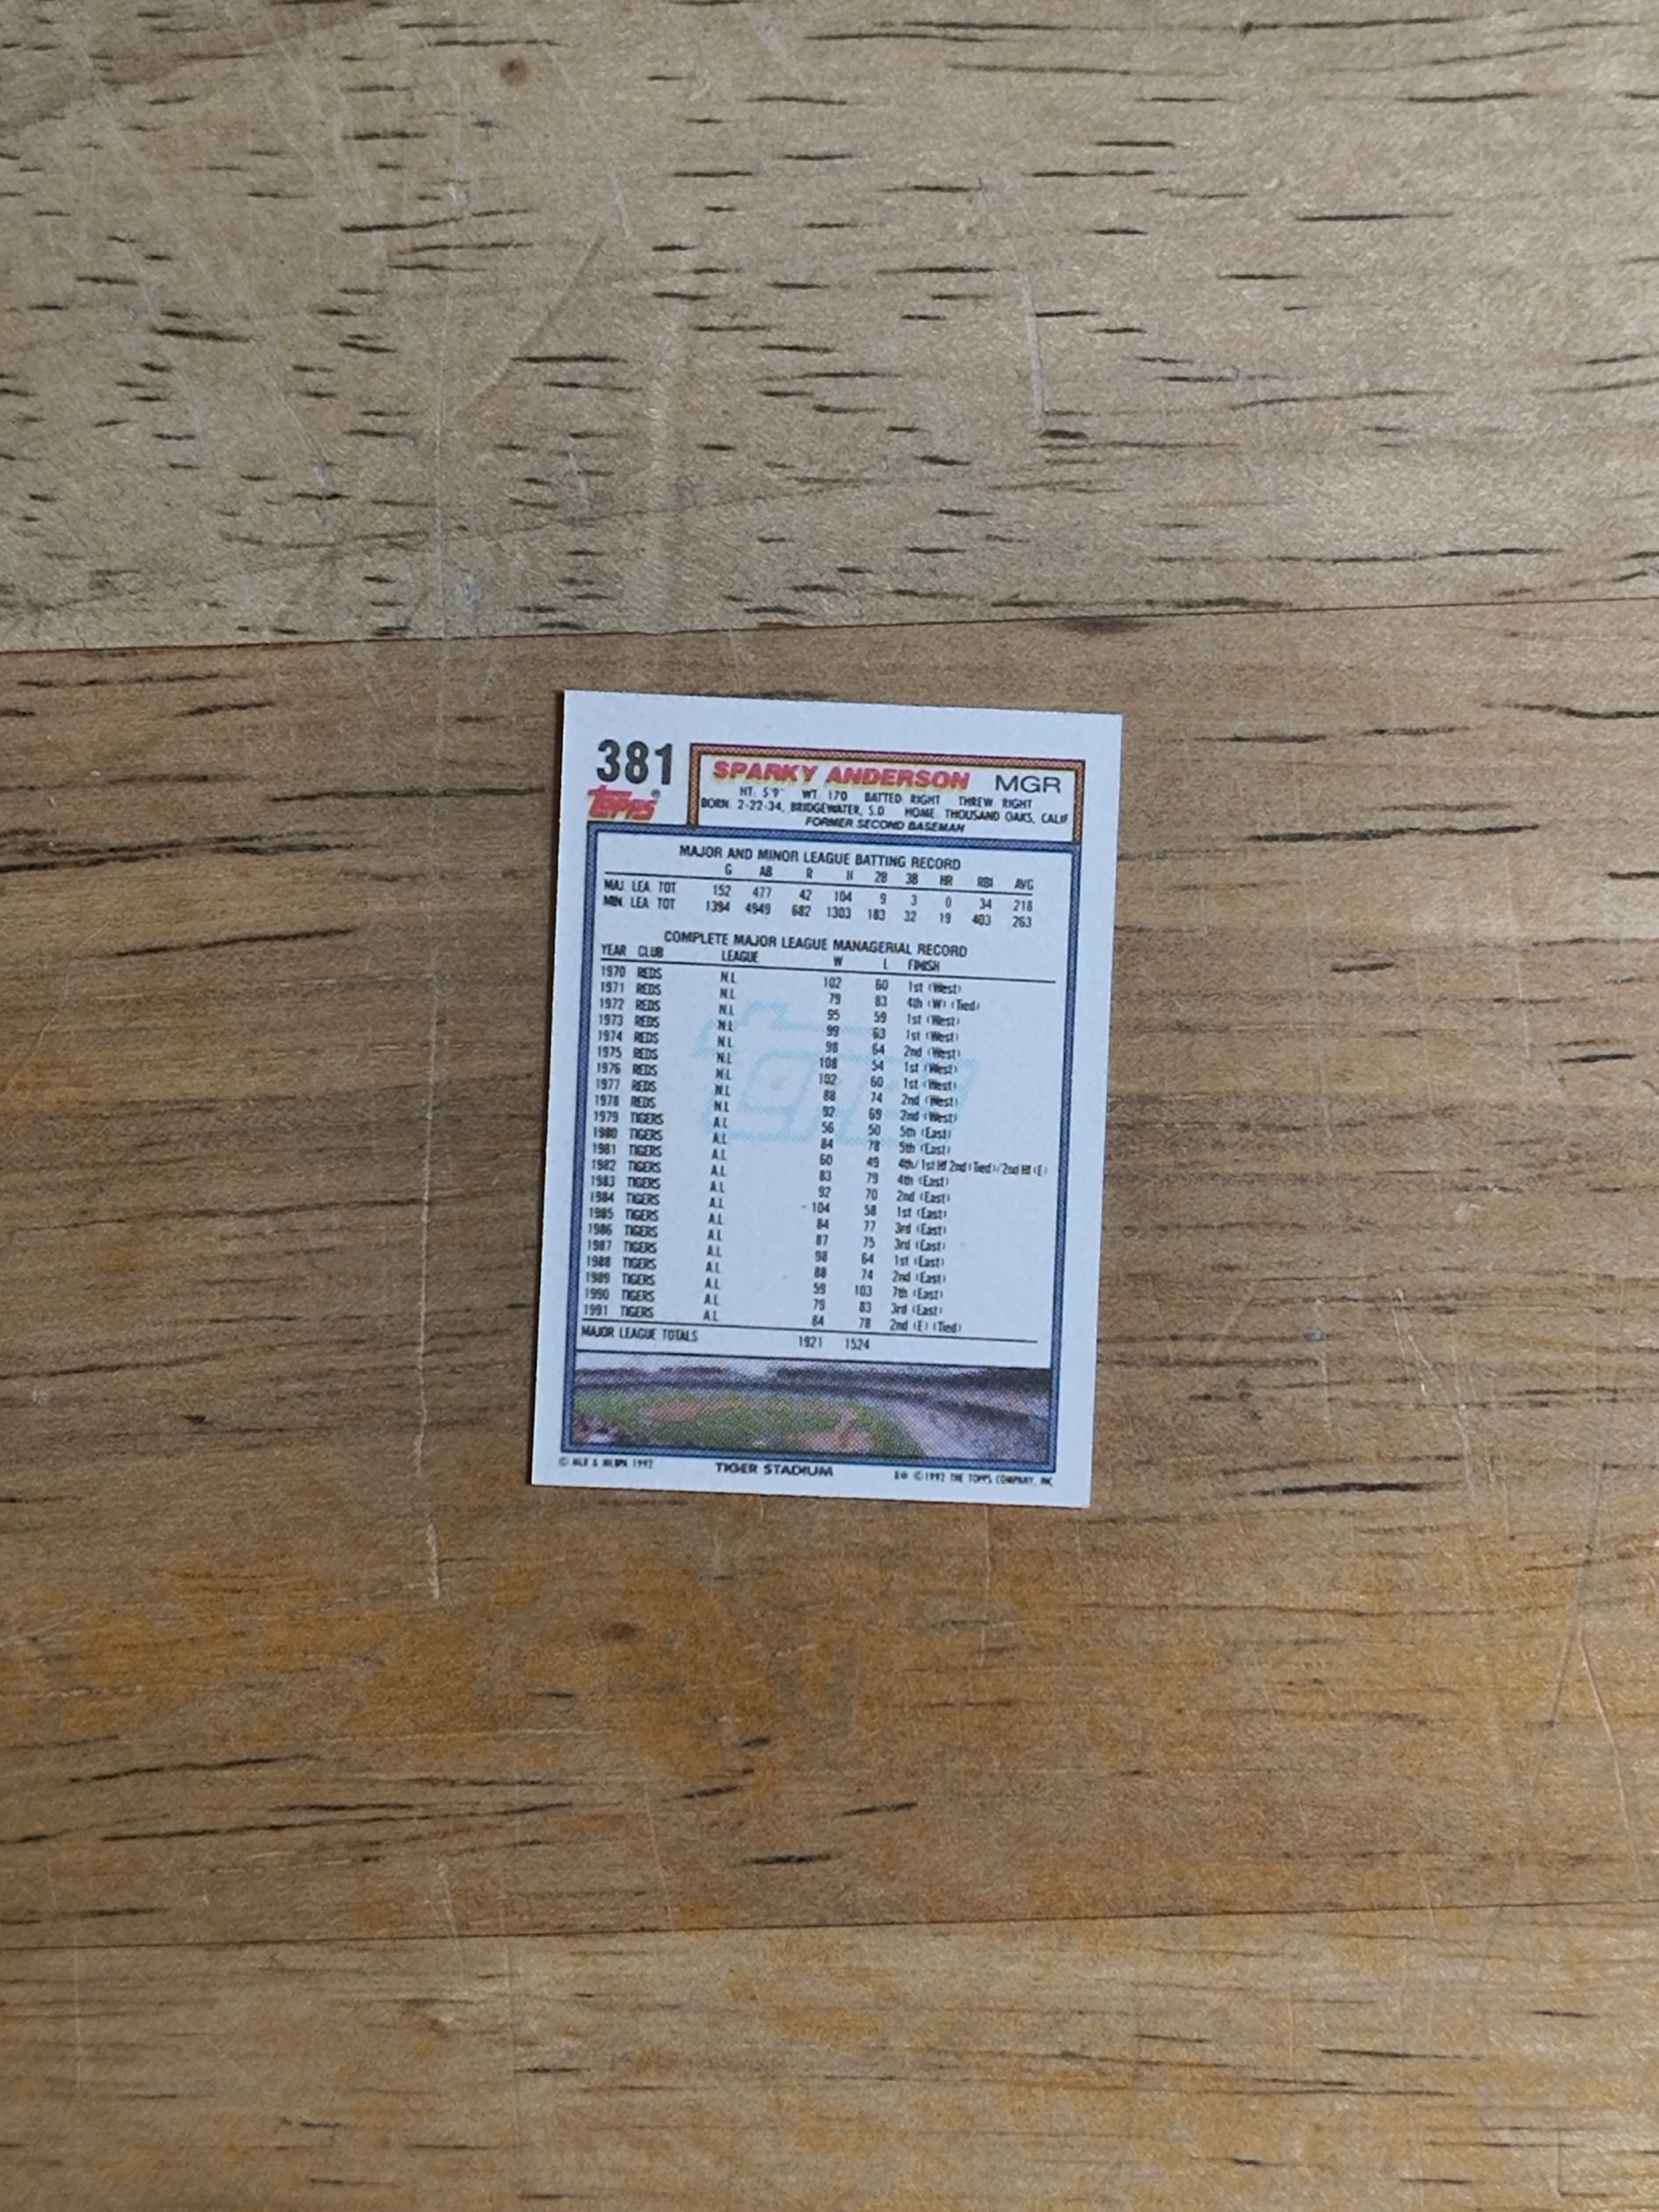 381 SPARKY ANDERSON MGR
TOPPS®
HT. 5'9" WT. 170 BATTED RIGHT THREW RIGHT
BORN 2-22-34, BRIDGEWATER, S.D. HOME THOUSAND OAKS, CALIF
FORMER SECOND BASEMAN
MAJOR AND MINOR LEAGUE BATTING RECORD
G AB R H 2B 3B HR RBI AVG
MAJ. LEA. TOT. 152 477 42 104 9 3 0 34 .218
MIN. LEA. TOT. 1394 4949 682 1303 183 32 19 403 .263
COMPLETE MAJOR LEAGUE MANAGERIAL RECORD
YEAR CLUB LEAGUE W L FINISH
1970 REDS N.L. 102 60 1st (West)
1971 REDS N.L. 79 83 4th (W) (Tied)
1972 REDS N.L. 95 59 1st (West)
1973 REDS N.L. 99 63 1st (West)
1974 REDS N.L. 98 64 2nd (West)
1975 REDS N.L. 108 54 1st (West)
1976 REDS N.L. 102 60 1st (West)
1977 REDS N.L. 88 74 2nd (West)
1978 REDS N.L. 92 69 2nd (West)
1979 TIGERS A.L. 56 50 5th (East)
1980 TIGERS A.L. 84 78 5th (East)
1981 TIGERS A.L. 60 49 4th/1st Hf 2nd (Tied)/2nd Hf (E)
1982 TIGERS A.L. 83 79 4th (East)
1983 TIGERS A.L. 92 70 2nd (East)
1984 TIGERS A.L. 104 58 1st (East)
1985 TIGERS A.L. 84 77 3rd (East)
1986 TIGERS A.L. 87 75 3rd (East)
1987 TIGERS A.L. 98 64 1st (East)
1988 TIGERS A.L. 88 74 2nd (East)
1989 TIGERS A.L. 59 103 7th (East)
1990 TIGERS A.L. 79 83 3rd (East)
1991 TIGERS A.L. 84 78 2nd (E) (Tied)
MAJOR LEAGUE TOTALS 1921 1524
© MLB & MLBPA 1992 TIGER STADIUM © 1992 THE TOPPS COMPANY, INC.